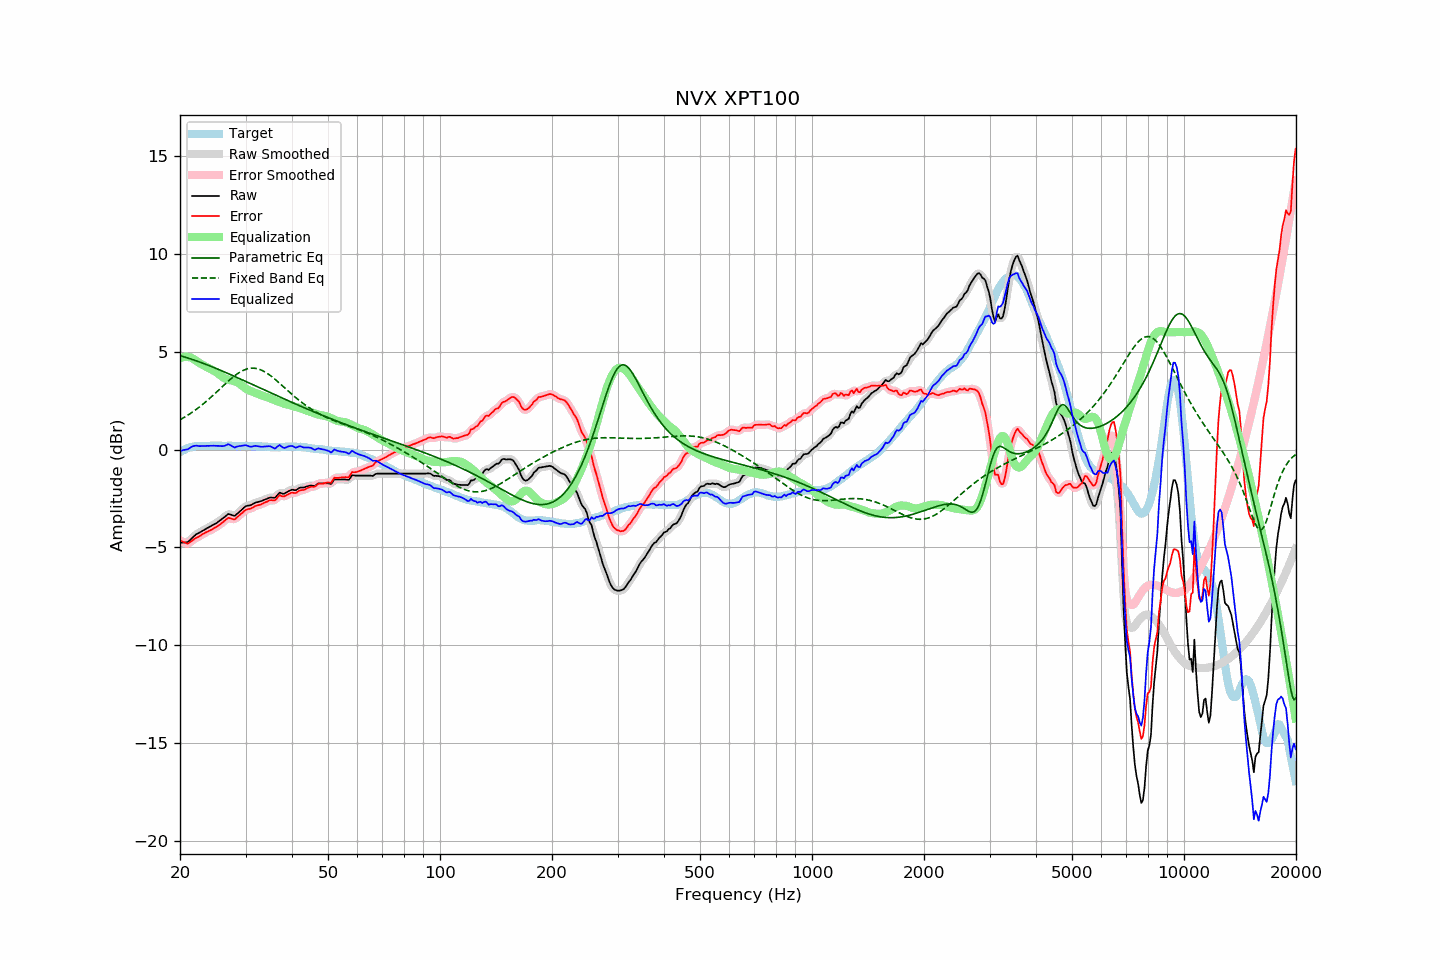 NVX XPT100
Target
Raw Smoothed
Error Smoothed
Raw
Error
Equalization
Parametric Eq
Fixed Band Eq
Equalized
15
10
5
0
−5
−10
−15
−20
Amplitude (dBr)
20 50 100 200 500 1000 2000 5000 10000 20000
Frequency (Hz)